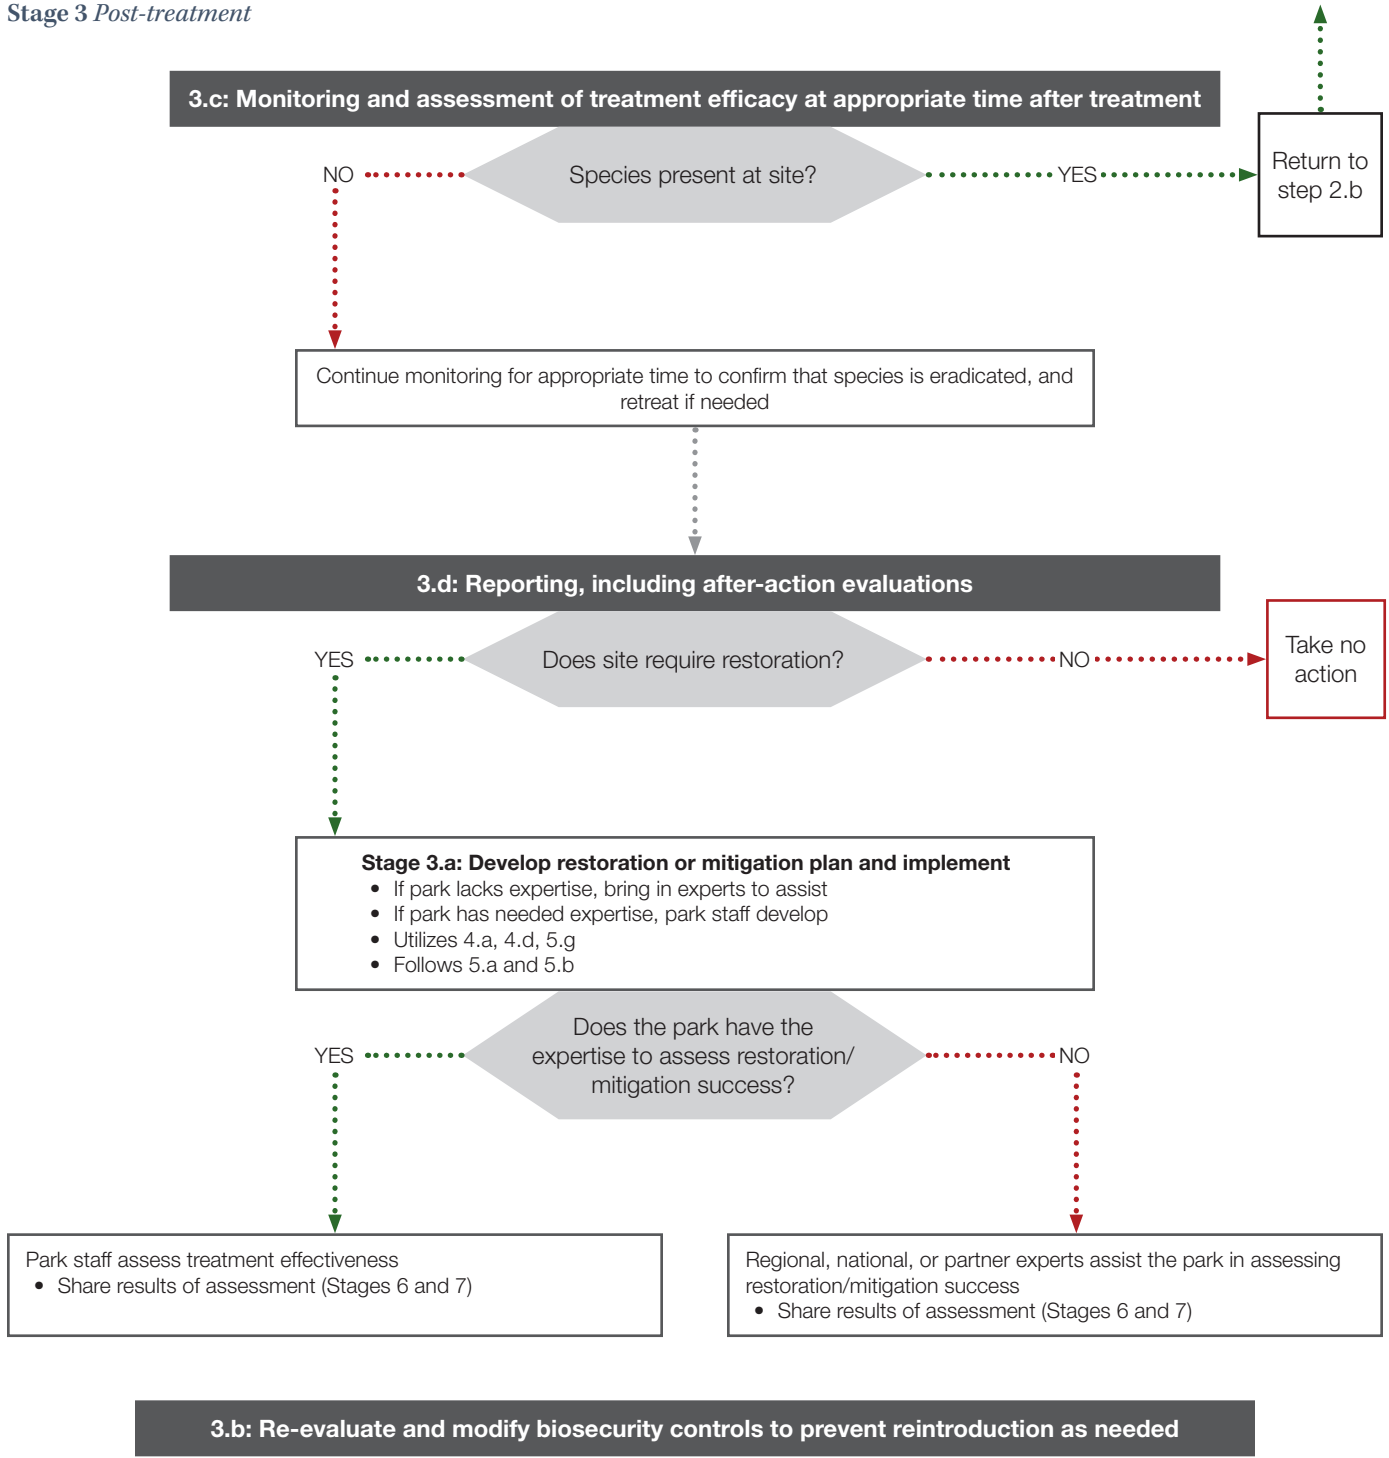 Stage 3 Post-treatment
3.c: Monitoring and assessment of treatment efficacy at appropriate time after treatment
NO
Species present at site?
YES
Return to
step 2.b
Continue monitoring for appropriate time to confirm that species is eradicated, and
retreat if needed
3.d: Reporting, including after-action evaluations
YES
Does site require restoration?
NO
Take no
action
Stage 3.a: Develop restoration or mitigation plan and implement
• If park lacks expertise, bring in experts to assist
• If park has needed expertise, park staff develop
• Utilizes 4.a, 4.d, 5.g
• Follows 5.a and 5.b
YES
Does the park have the
expertise to assess restoration/
mitigation success?
NO
Park staff assess treatment effectiveness
• Share results of assessment (Stages 6 and 7)
Regional, national, or partner experts assist the park in assessing
restoration/mitigation success
• Share results of assessment (Stages 6 and 7)
3.b: Re-evaluate and modify biosecurity controls to prevent reintroduction as needed